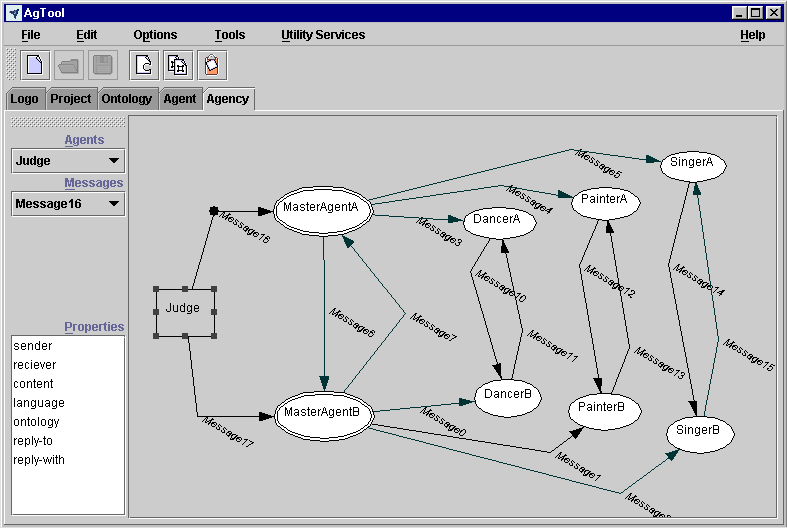 AgTool
File Edit Options Tools Utility Services Help
Logo Project Ontology Agent Agency
Agents
Judge
Messages
Message16
Properties
sender
reciever
content
language
ontology
reply-to
reply-with
Message5
SingerA
Message4
PainterA
MasterAgentA
Message16
Message3
DancerA
Message10
Message12
Message14
Judge
Message6
Message7
Message11
Message13
Message15
DancerB
PainterB
MasterAgentB
Message17
Message0
SingerB
Message1